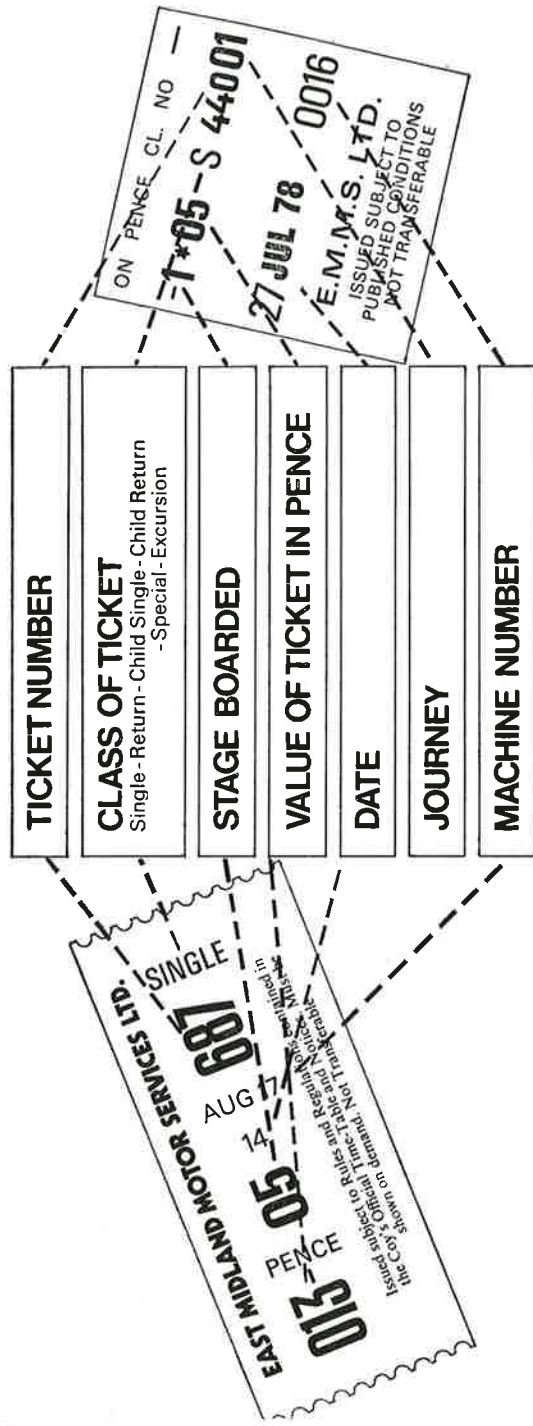 EAST MIDLAND MOTOR SERVICES LTD.
SINGLE
687
AUG 17
14
05
PENCE
013
Issued subject to Rules and Regulations contained in
the Coy's Official Time-Table and Notices. Must be
shown on demand. Not Transferable
TICKET NUMBER
CLASS OF TICKET
Single - Return - Child Single - Child Return
- Special - Excursion
STAGE BOARDED
VALUE OF TICKET IN PENCE
DATE
JOURNEY
MACHINE NUMBER
ON PENCE CL. NO —
1*05-S 44001
27 JUL 78
0016
E.M.M.S. LTD.
ISSUED SUBJECT TO
PUBLISHED CONDITIONS
NOT TRANSFERABLE